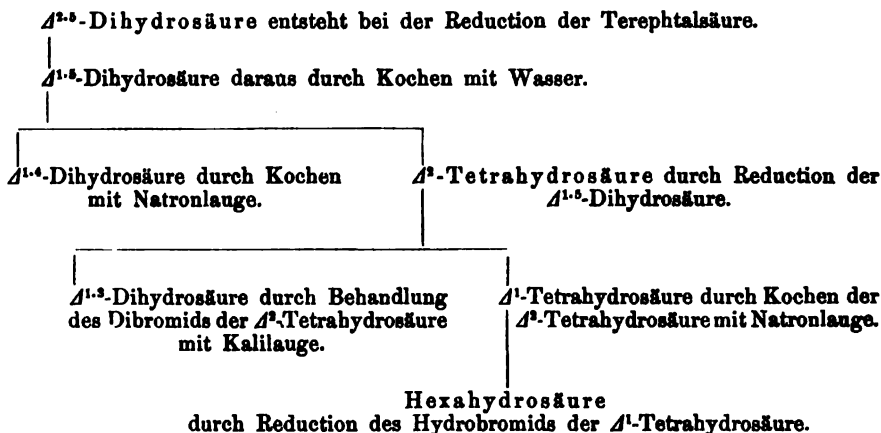 Δ²·⁵-Dihydrosäure entsteht bei der Reduction der Terephtalsäure.
Δ¹·⁵-Dihydrosäure daraus durch Kochen mit Wasser.
Δ¹·⁴-Dihydrosäure durch Kochen
mit Natronlauge.
Δ²-Tetrahydrosäure durch Reduction der
Δ¹·⁵-Dihydrosäure.
Δ¹·³-Dihydrosäure durch Behandlung
des Dibromids der Δ²-Tetrahydrosäure
mit Kalilauge.
Δ¹-Tetrahydrosäure durch Kochen der
Δ²-Tetrahydrosäure mit Natronlauge.
Hexahydrosäure
durch Reduction des Hydrobromids der Δ¹-Tetrahydrosäure.